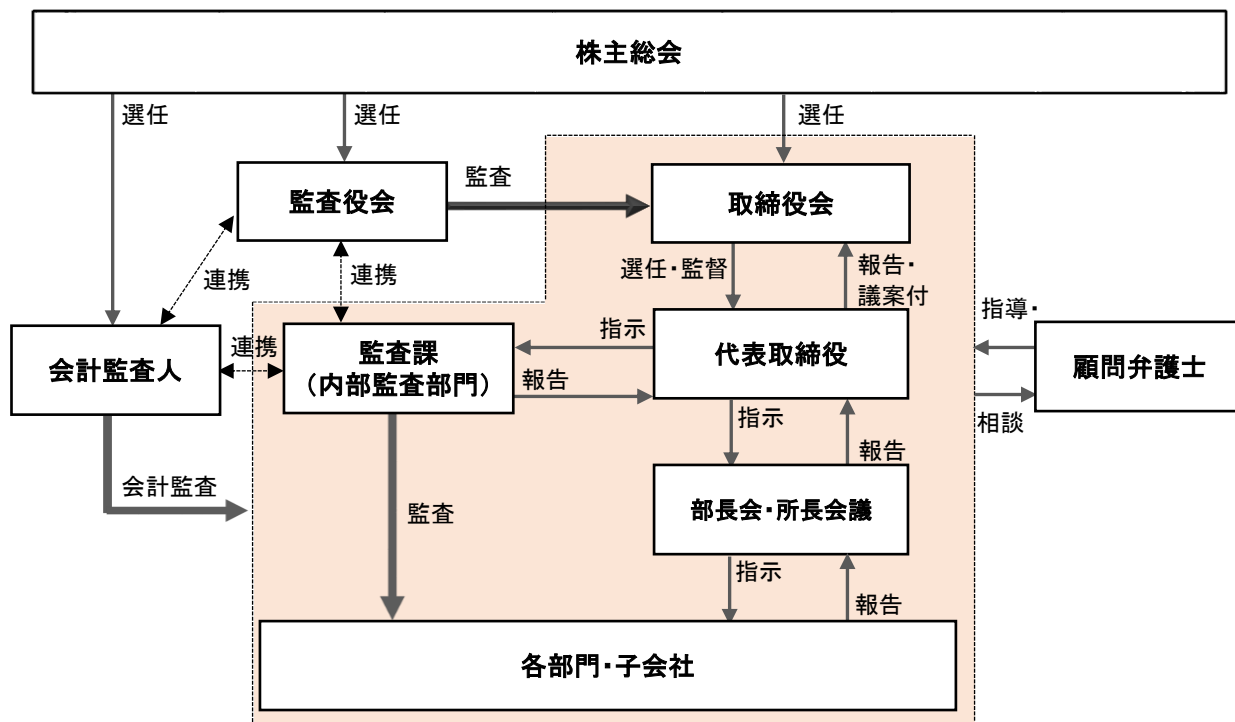 株主総会
選任
選任
選任
監査役会
監査
取締役会
連携
連携
選任・監督
報告・
議案付
指導・
会計監査人
連携
監査課
(内部監査部門)
指示
報告
代表取締役
顧問弁護士
相談
指示
報告
会計監査
監査
部長会・所長会議
指示
報告
各部門・子会社